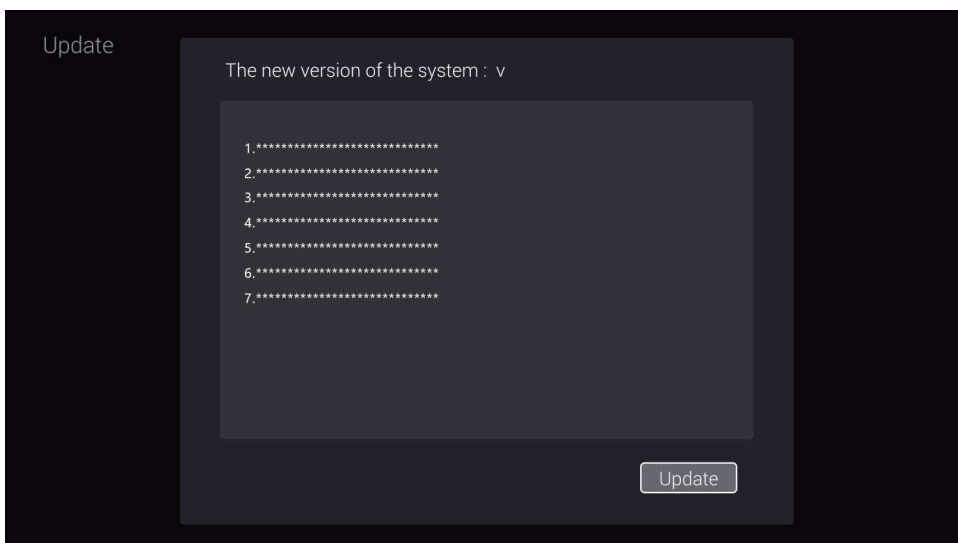 Update
The new version of the system : v
1.*****************************
2.*****************************
3.*****************************
4.*****************************
5.*****************************
6.*****************************
7.*****************************
Update